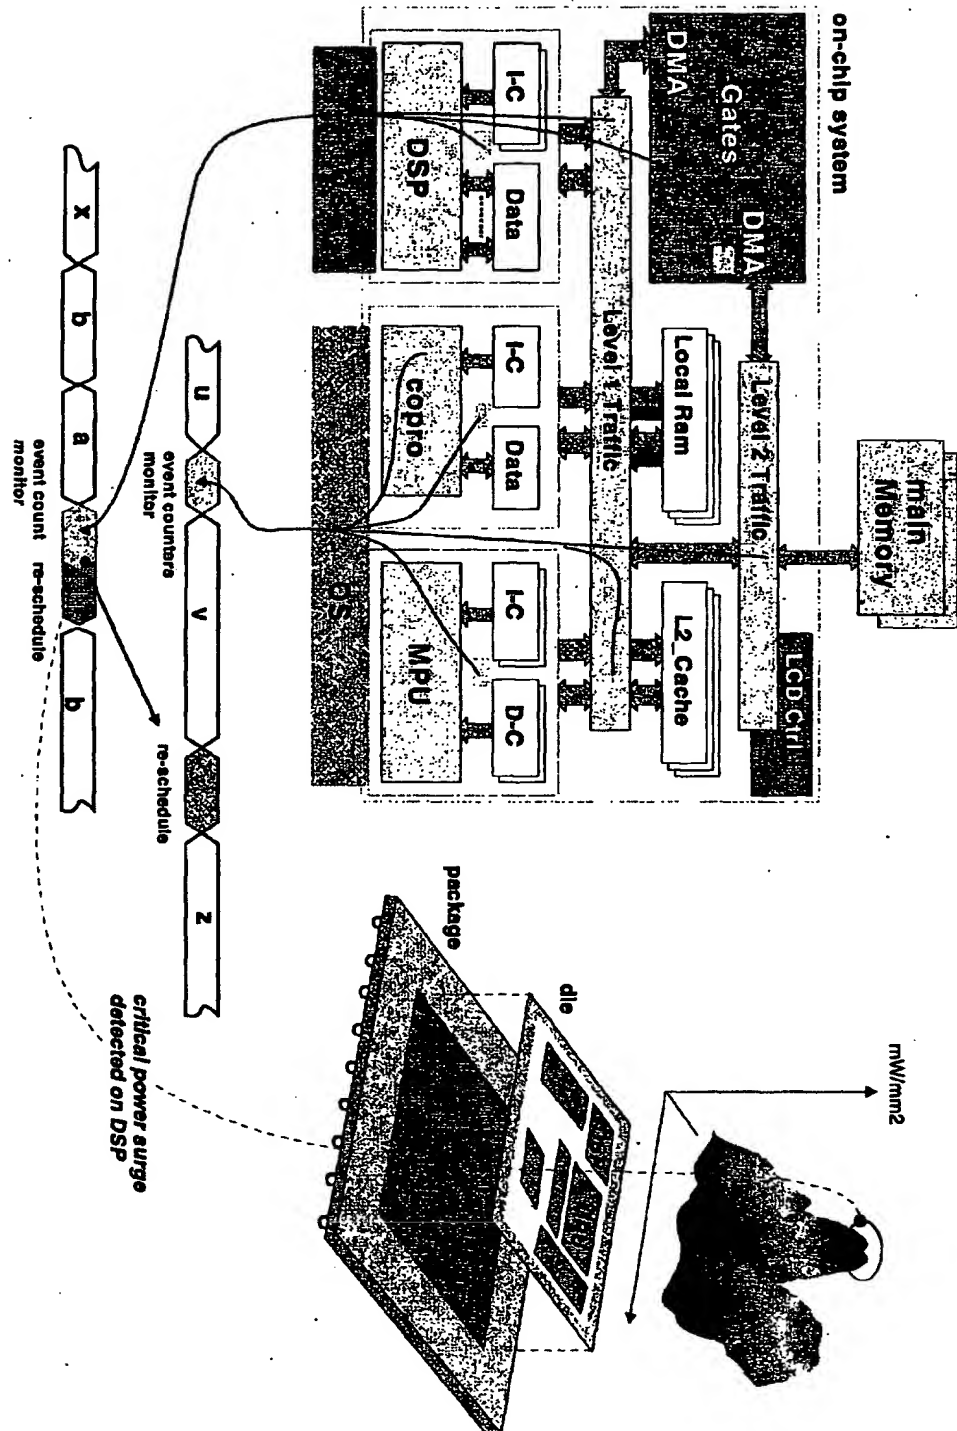 on-chip system
Gates
DMA
DMA
main
Memory
LCD Ctrl
Level 2 Traffic
Local Ram
L2_Cache
Level 1 Traffic
I-C
Data
I-C
Data
I-C
D-C
DSP
copro
MPU
OS
u
v
z
event counters
monitor
re-schedule
x
b
a
b
event count
monitor
re-schedule
mW/mm2
die
package
critical power surge
detected on DSP